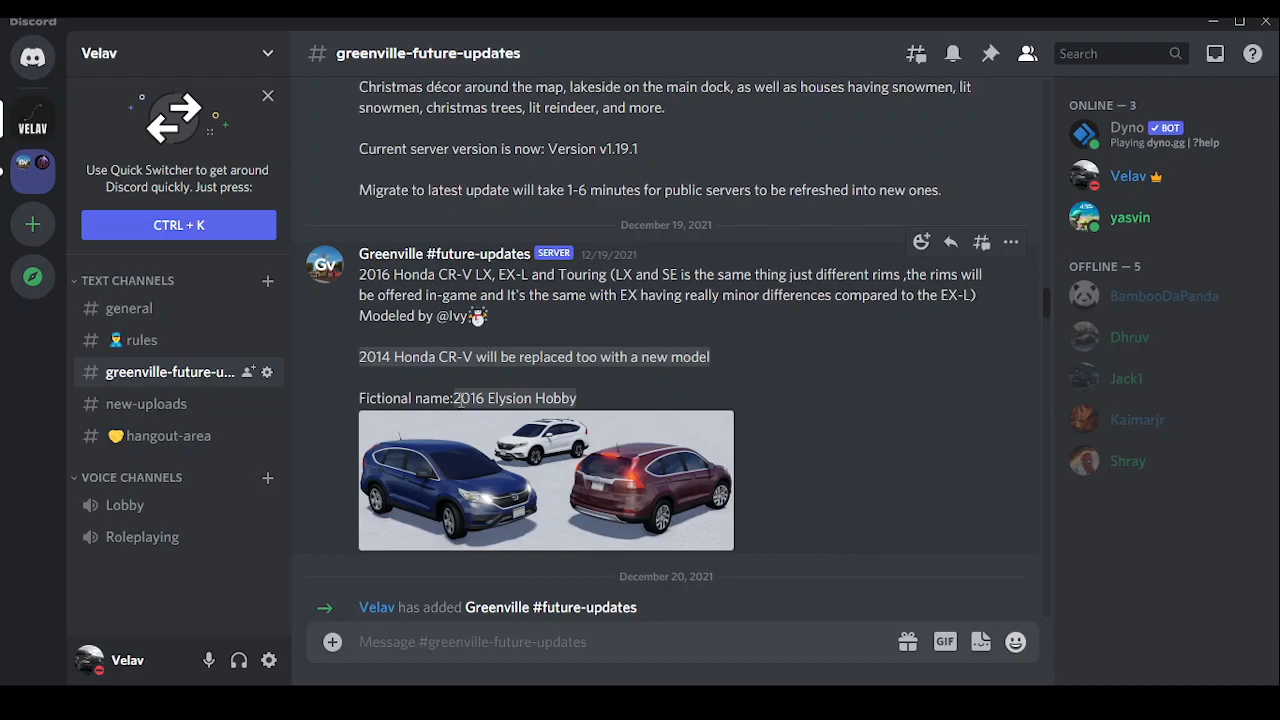 Discord
Velav
greenville-future-updates
Search
VELAV
Use Quick Switcher to get around
Discord quickly. Just press:
CTRL + K
TEXT CHANNELS
general
rules
greenville-future-u...
new-uploads
hangout-area
VOICE CHANNELS
Lobby
Roleplaying
Velav
Christmas décor around the map, lakeside on the main dock, as well as houses having snowmen, lit
snowmen, christmas trees, lit reindeer, and more.
Current server version is now: Version v1.19.1
Migrate to latest update will take 1-6 minutes for public servers to be refreshed into new ones.
December 19, 2021
Gv
Greenville #future-updates SERVER 12/19/2021
2016 Honda CR-V LX, EX-L and Touring (LX and SE is the same thing just different rims ,the rims will
be offered in-game and It's the same with EX having really minor differences compared to the EX-L)
Modeled by @Ivy
2014 Honda CR-V will be replaced too with a new model
Fictional name:2016 Elysion Hobby
December 20, 2021
Velav has added Greenville #future-updates
Message #greenville-future-updates
GIF
ONLINE — 3
Dyno ✓ BOT
Playing dyno.gg | ?help
Velav
yasvin
OFFLINE — 5
BambooDaPanda
Dhruv
Jack1
Kaimarjr
Shray